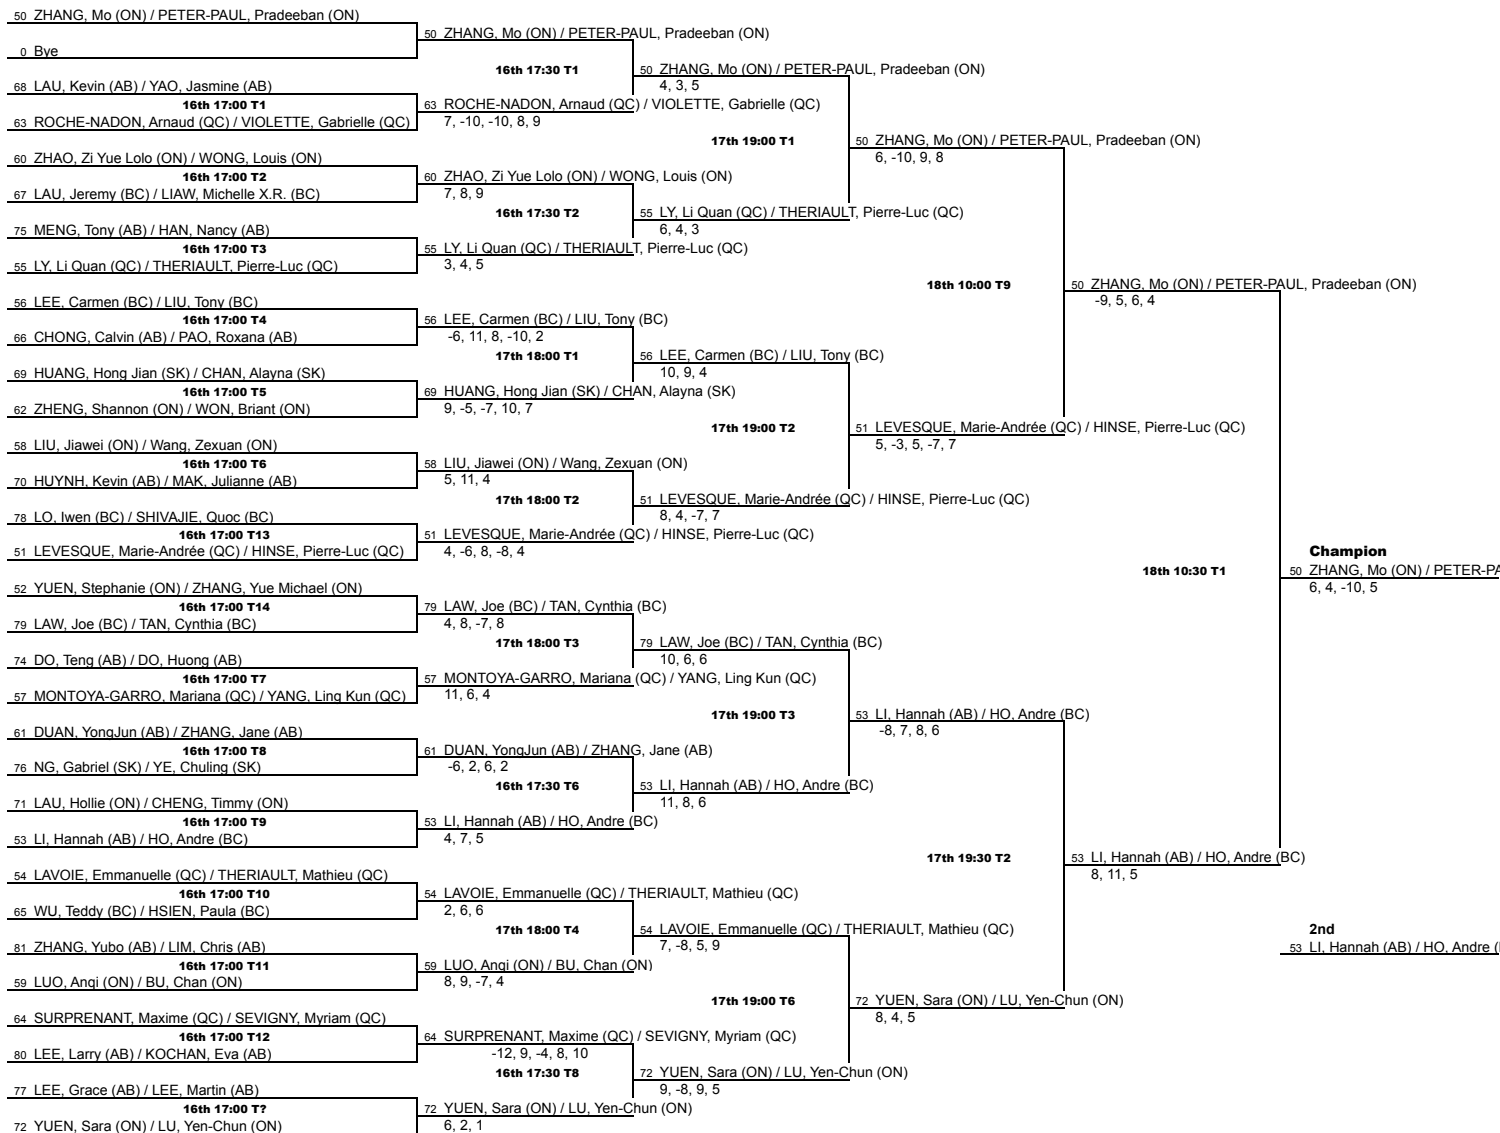 50 ZHANG, Mo (ON) / PETER-PAUL, Pradeeban (ON)
0 Bye
68 LAU, Kevin (AB) / YAO, Jasmine (AB)
16th 17:00 T1
63 ROCHE-NADON, Arnaud (QC) / VIOLETTE, Gabrielle (QC)
60 ZHAO, Zi Yue Lolo (ON) / WONG, Louis (ON)
16th 17:00 T2
67 LAU, Jeremy (BC) / LIAW, Michelle X.R. (BC)
75 MENG, Tony (AB) / HAN, Nancy (AB)
16th 17:00 T3
55 LY, Li Quan (QC) / THERIAULT, Pierre-Luc (QC)
56 LEE, Carmen (BC) / LIU, Tony (BC)
16th 17:00 T4
66 CHONG, Calvin (AB) / PAO, Roxana (AB)
69 HUANG, Hong Jian (SK) / CHAN, Alayna (SK)
16th 17:00 T5
62 ZHENG, Shannon (ON) / WON, Briant (ON)
58 LIU, Jiawei (ON) / Wang, Zexuan (ON)
16th 17:00 T6
70 HUYNH, Kevin (AB) / MAK, Julianne (AB)
78 LO, Iwen (BC) / SHIVAJIE, Quoc (BC)
16th 17:00 T13
51 LEVESQUE, Marie-Andrée (QC) / HINSE, Pierre-Luc (QC)
52 YUEN, Stephanie (ON) / ZHANG, Yue Michael (ON)
16th 17:00 T14
79 LAW, Joe (BC) / TAN, Cynthia (BC)
74 DO, Teng (AB) / DO, Huong (AB)
16th 17:00 T7
57 MONTOYA-GARRO, Mariana (QC) / YANG, Ling Kun (QC)
61 DUAN, YongJun (AB) / ZHANG, Jane (AB)
16th 17:00 T8
76 NG, Gabriel (SK) / YE, Chuling (SK)
71 LAU, Hollie (ON) / CHENG, Timmy (ON)
16th 17:00 T9
53 LI, Hannah (AB) / HO, Andre (BC)
54 LAVOIE, Emmanuelle (QC) / THERIAULT, Mathieu (QC)
16th 17:00 T10
65 WU, Teddy (BC) / HSIEN, Paula (BC)
81 ZHANG, Yubo (AB) / LIM, Chris (AB)
16th 17:00 T11
59 LUO, Anqi (ON) / BU, Chan (ON)
64 SURPRENANT, Maxime (QC) / SEVIGNY, Myriam (QC)
16th 17:00 T12
80 LEE, Larry (AB) / KOCHAN, Eva (AB)
77 LEE, Grace (AB) / LEE, Martin (AB)
16th 17:00 T?
72 YUEN, Sara (ON) / LU, Yen-Chun (ON)
50 ZHANG, Mo (ON) / PETER-PAUL, Pradeeban (ON)
16th 17:30 T1
63 ROCHE-NADON, Arnaud (QC) / VIOLETTE, Gabrielle (QC)
7, -10, -10, 8, 9
60 ZHAO, Zi Yue Lolo (ON) / WONG, Louis (ON)
7, 8, 9
16th 17:30 T2
55 LY, Li Quan (QC) / THERIAULT, Pierre-Luc (QC)
3, 4, 5
56 LEE, Carmen (BC) / LIU, Tony (BC)
-6, 11, 8, -10, 2
17th 18:00 T1
69 HUANG, Hong Jian (SK) / CHAN, Alayna (SK)
9, -5, -7, 10, 7
58 LIU, Jiawei (ON) / Wang, Zexuan (ON)
5, 11, 4
17th 18:00 T2
51 LEVESQUE, Marie-Andrée (QC) / HINSE, Pierre-Luc (QC)
4, -6, 8, -8, 4
79 LAW, Joe (BC) / TAN, Cynthia (BC)
4, 8, -7, 8
17th 18:00 T3
57 MONTOYA-GARRO, Mariana (QC) / YANG, Ling Kun (QC)
11, 6, 4
61 DUAN, YongJun (AB) / ZHANG, Jane (AB)
-6, 2, 6, 2
16th 17:30 T6
53 LI, Hannah (AB) / HO, Andre (BC)
4, 7, 5
54 LAVOIE, Emmanuelle (QC) / THERIAULT, Mathieu (QC)
2, 6, 6
17th 18:00 T4
59 LUO, Anqi (ON) / BU, Chan (ON)
8, 9, -7, 4
64 SURPRENANT, Maxime (QC) / SEVIGNY, Myriam (QC)
-12, 9, -4, 8, 10
16th 17:30 T8
72 YUEN, Sara (ON) / LU, Yen-Chun (ON)
6, 2, 1
50 ZHANG, Mo (ON) / PETER-PAUL, Pradeeban (ON)
4, 3, 5
17th 19:00 T1
55 LY, Li Quan (QC) / THERIAULT, Pierre-Luc (QC)
6, 4, 3
56 LEE, Carmen (BC) / LIU, Tony (BC)
10, 9, 4
17th 19:00 T2
51 LEVESQUE, Marie-Andrée (QC) / HINSE, Pierre-Luc (QC)
8, 4, -7, 7
79 LAW, Joe (BC) / TAN, Cynthia (BC)
10, 6, 6
17th 19:00 T3
53 LI, Hannah (AB) / HO, Andre (BC)
11, 8, 6
54 LAVOIE, Emmanuelle (QC) / THERIAULT, Mathieu (QC)
7, -8, 5, 9
17th 19:00 T6
72 YUEN, Sara (ON) / LU, Yen-Chun (ON)
9, -8, 9, 5
50 ZHANG, Mo (ON) / PETER-PAUL, Pradeeban (ON)
6, -10, 9, 8
18th 10:00 T9
51 LEVESQUE, Marie-Andrée (QC) / HINSE, Pierre-Luc (QC)
5, -3, 5, -7, 7
53 LI, Hannah (AB) / HO, Andre (BC)
-8, 7, 8, 6
17th 19:30 T2
72 YUEN, Sara (ON) / LU, Yen-Chun (ON)
8, 4, 5
50 ZHANG, Mo (ON) / PETER-PAUL, Pradeeban (ON)
-9, 5, 6, 4
18th 10:30 T1
53 LI, Hannah (AB) / HO, Andre (BC)
8, 11, 5
Champion
50 ZHANG, Mo (ON) / PETER-PA
6, 4, -10, 5
2nd
53 LI, Hannah (AB) / HO, Andre (